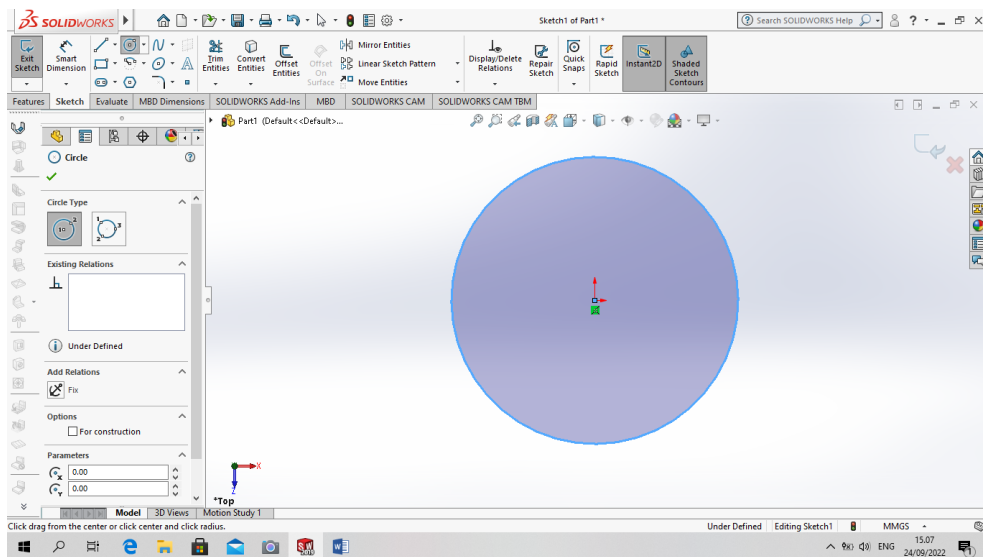 SOLIDWORKS
Sketch1 of Part1 *
Search SOLIDWORKS Help
?
Exit Sketch
Smart Dimension
Trim Entities
Convert Entities
Offset Entities
Offset On Surface
Mirror Entities
Linear Sketch Pattern
Move Entities
Display/Delete Relations
Repair Sketch
Quick Snaps
Rapid Sketch
Instant2D
Shaded Sketch Contours
Features Sketch Evaluate MBD Dimensions SOLIDWORKS Add-Ins MBD SOLIDWORKS CAM SOLIDWORKS CAM TBM
Part1 (Default<<Default>...
Circle
Circle Type
Existing Relations
Under Defined
Add Relations
Fix
Options
For construction
Parameters
0.00
0.00
X
Z
*Top
Model 3D Views Motion Study 1
Click drag from the center or click center and click radius.
Under Defined Editing Sketch1 MMGS
ENG
15.07
24/09/2022